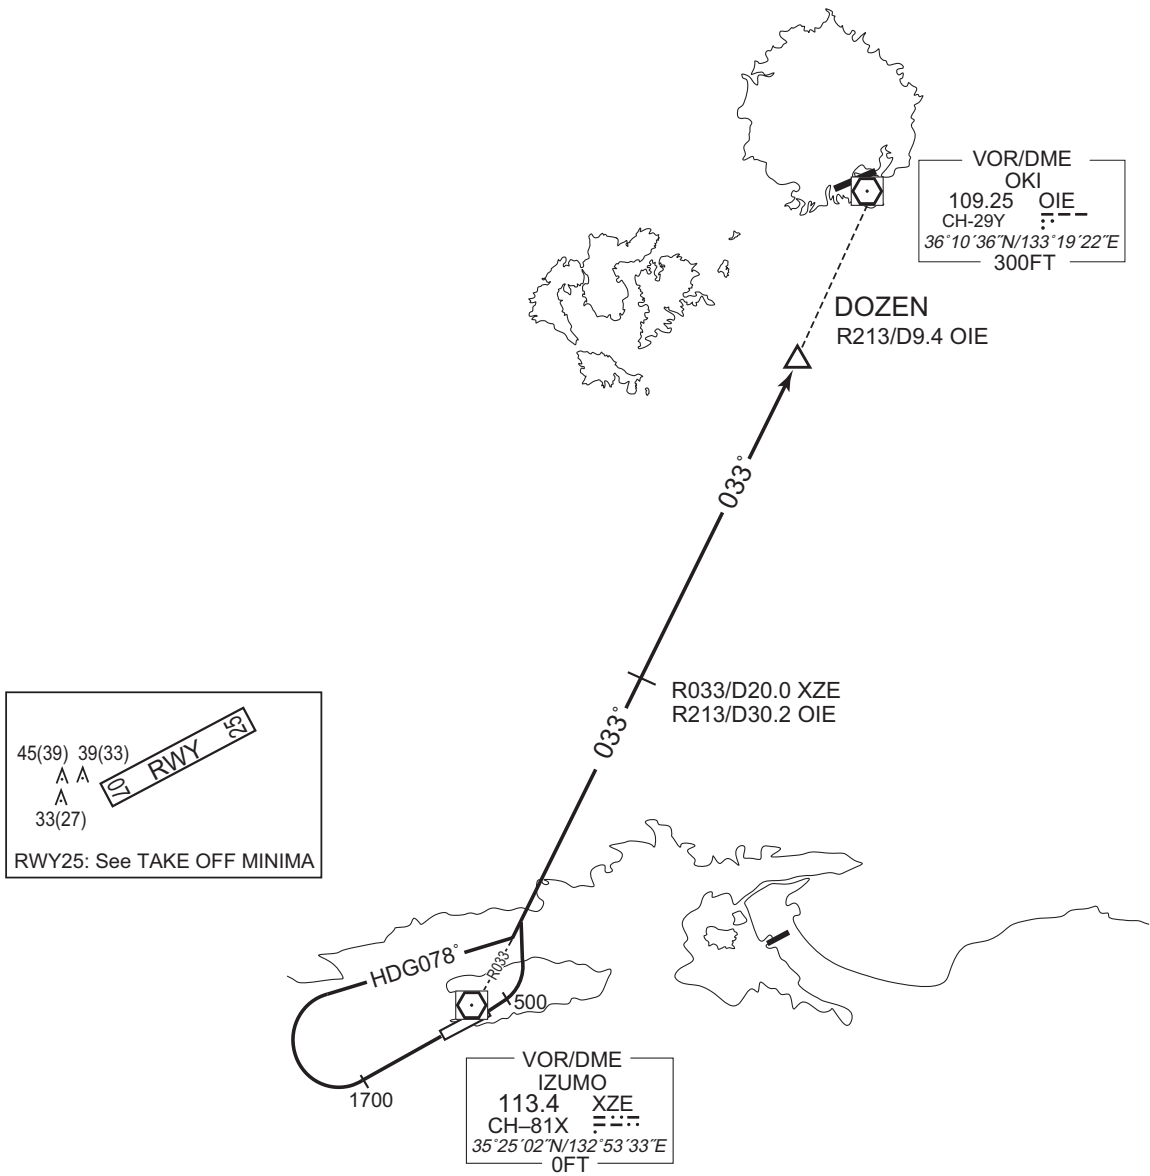 VOR/DME
OKI
109.25 OIE
CH-29Y
36°10´36˝N/133°19´22˝E
300FT
DOZEN
R213/D9.4 OIE
033°
R033/D20.0 XZE
R213/D30.2 OIE
033°
45(39) 39(33)
33(27)
07 RWY 25
RWY25: See TAKE OFF MINIMA
HDG078°
R033
500
1700
VOR/DME
IZUMO
113.4 XZE
CH–81X
35°25´02˝N/132°53´33˝E
0FT